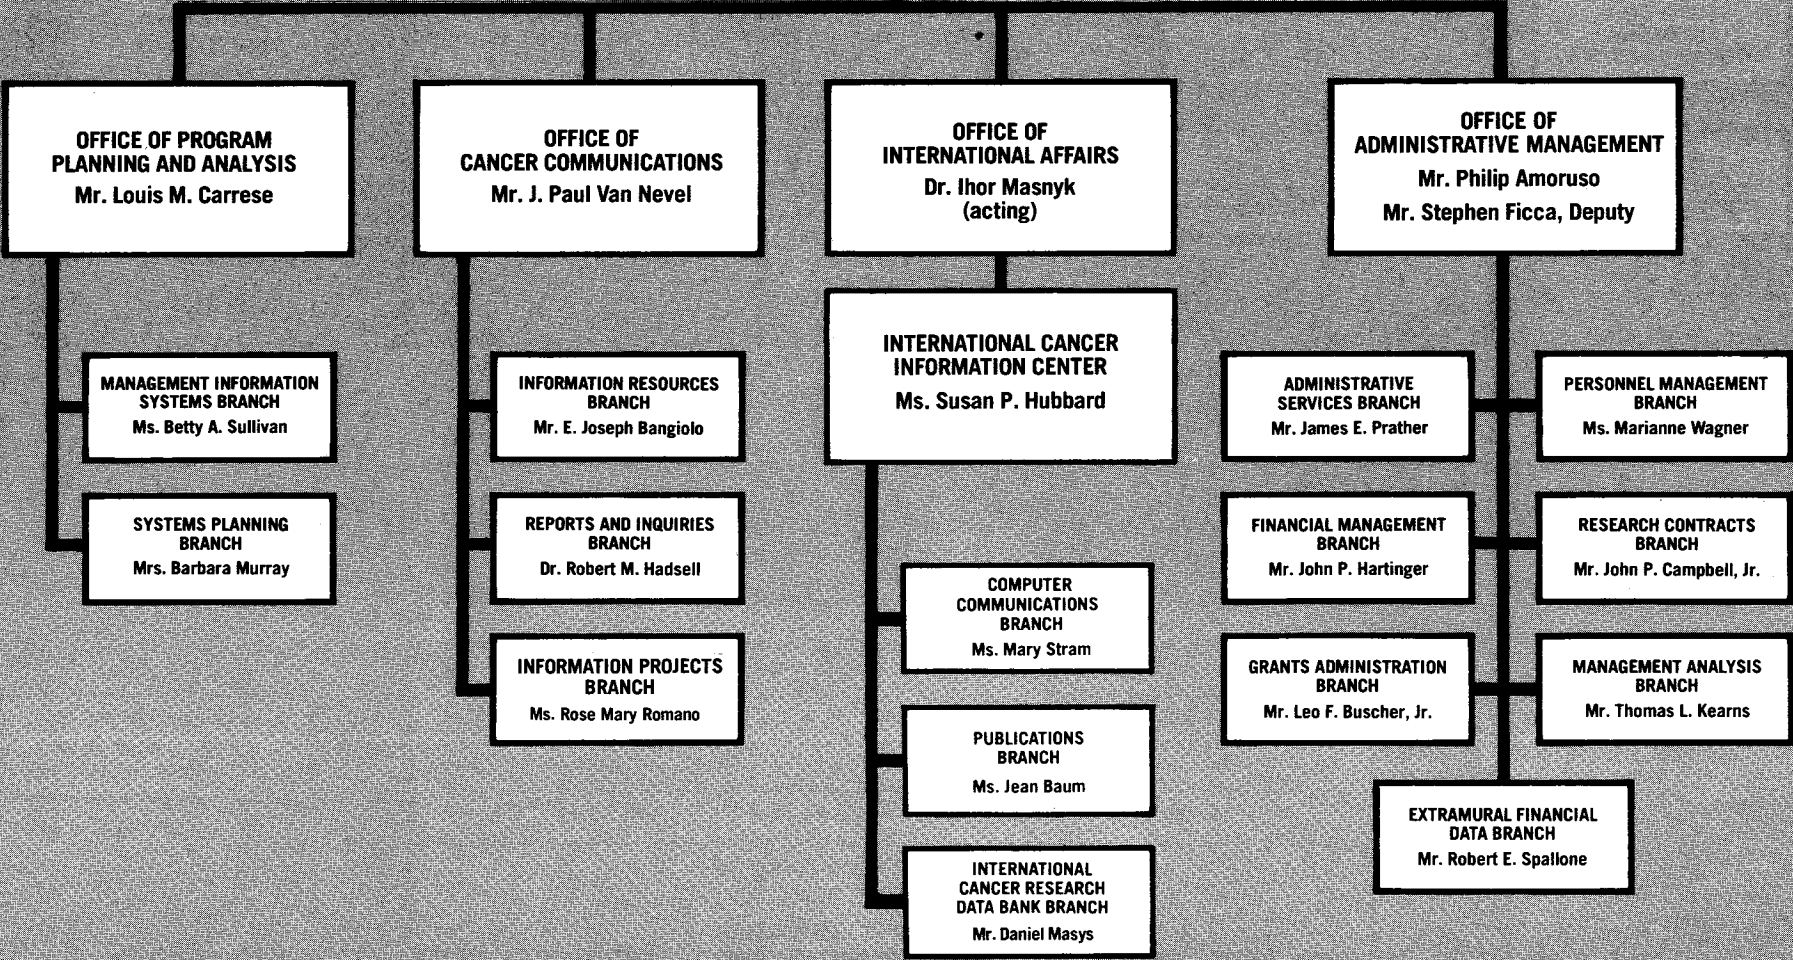 OFFICE OF PROGRAM
PLANNING AND ANALYSIS
Mr. Louis M. Carrese
OFFICE OF
CANCER COMMUNICATIONS
Mr. J. Paul Van Nevel
OFFICE OF
INTERNATIONAL AFFAIRS
Dr. Ihor Masnyk
(acting)
OFFICE OF
ADMINISTRATIVE MANAGEMENT
Mr. Philip Amoruso
Mr. Stephen Ficca, Deputy
MANAGEMENT INFORMATION
SYSTEMS BRANCH
Ms. Betty A. Sullivan
SYSTEMS PLANNING
BRANCH
Mrs. Barbara Murray
INFORMATION RESOURCES
BRANCH
Mr. E. Joseph Bangiolo
REPORTS AND INQUIRIES
BRANCH
Dr. Robert M. Hadsell
INFORMATION PROJECTS
BRANCH
Ms. Rose Mary Romano
INTERNATIONAL CANCER
INFORMATION CENTER
Ms. Susan P. Hubbard
COMPUTER
COMMUNICATIONS
BRANCH
Ms. Mary Stram
PUBLICATIONS
BRANCH
Ms. Jean Baum
INTERNATIONAL
CANCER RESEARCH
DATA BANK BRANCH
Mr. Daniel Masys
ADMINISTRATIVE
SERVICES BRANCH
Mr. James E. Prather
PERSONNEL MANAGEMENT
BRANCH
Ms. Marianne Wagner
FINANCIAL MANAGEMENT
BRANCH
Mr. John P. Hartinger
RESEARCH CONTRACTS
BRANCH
Mr. John P. Campbell, Jr.
GRANTS ADMINISTRATION
BRANCH
Mr. Leo F. Buscher, Jr.
MANAGEMENT ANALYSIS
BRANCH
Mr. Thomas L. Kearns
EXTRAMURAL FINANCIAL
DATA BRANCH
Mr. Robert E. Spallone